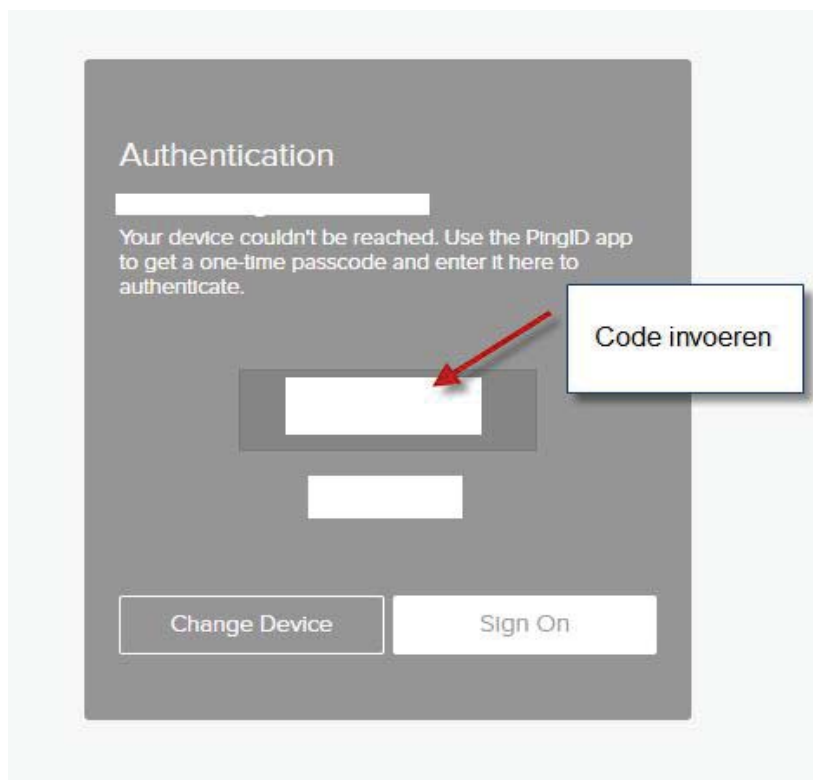 Authentication
Your device couldn't be reached. Use the PingID app
to get a one-time passcode and enter it here to
authenticate.
Code invoeren
Change Device
Sign On